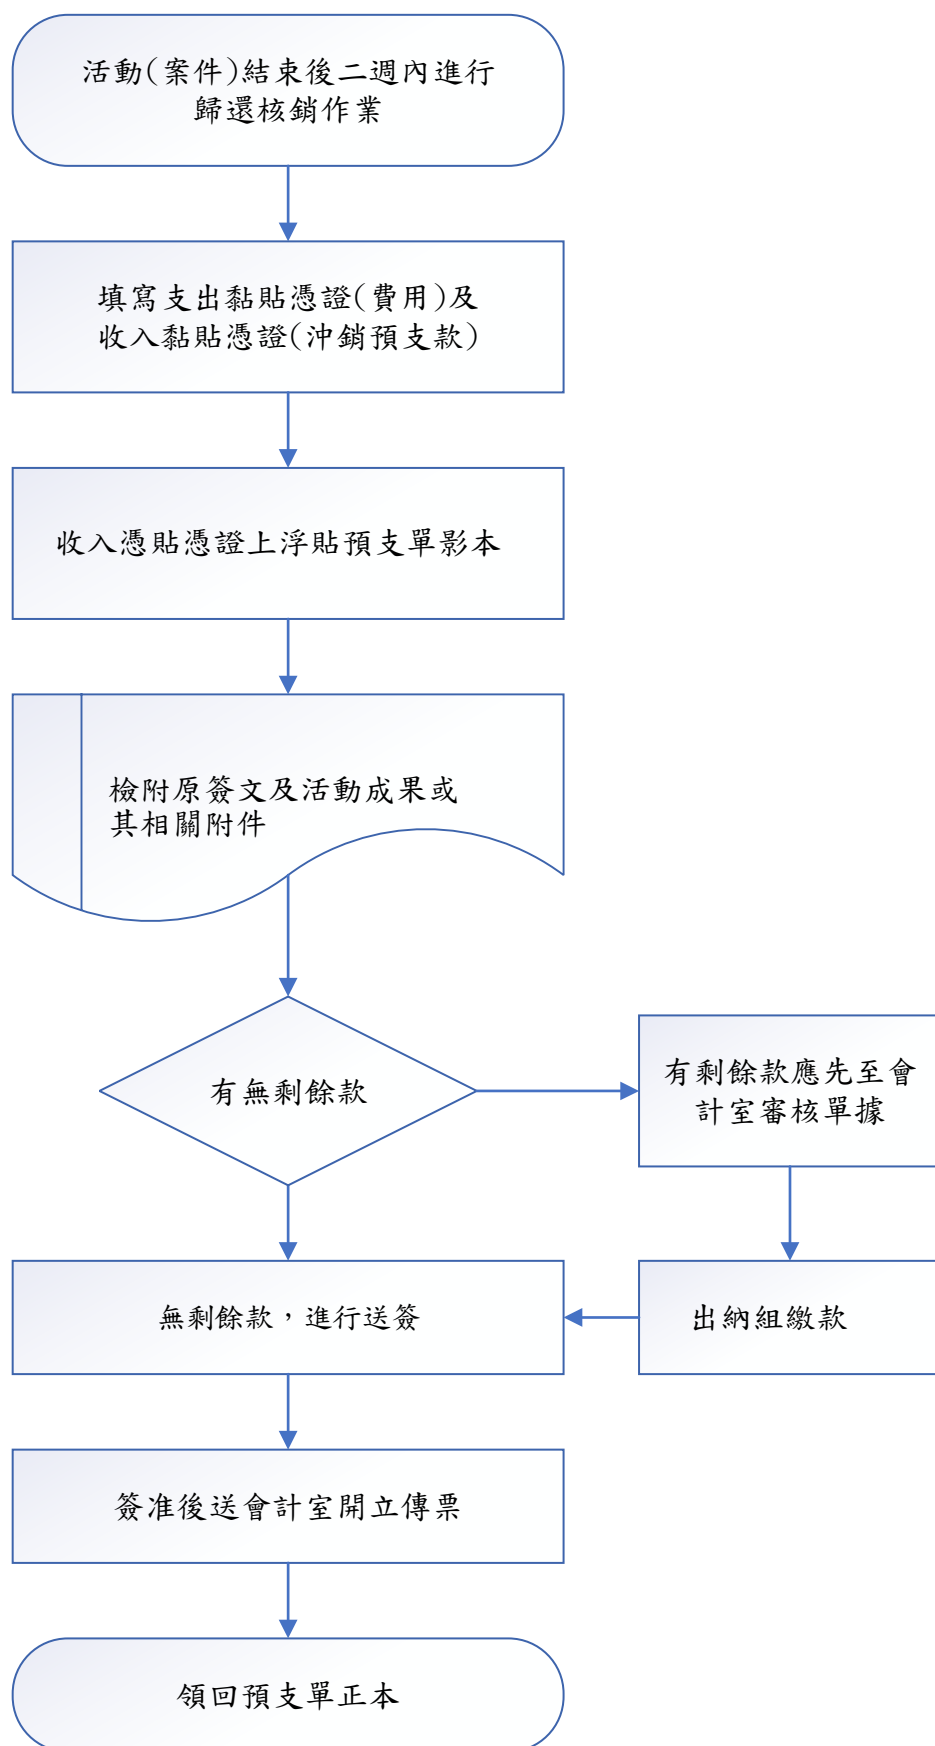 活動(案件)結束後二週內進行
歸還核銷作業
填寫支出黏貼憑證(費用)及
收入黏貼憑證(沖銷預支款)
收入憑貼憑證上浮貼預支單影本
檢附原簽文及活動成果或
其相關附件
有無剩餘款
有剩餘款應先至會
計室審核單據
無剩餘款，進行送簽
出納組繳款
簽准後送會計室開立傳票
領回預支單正本